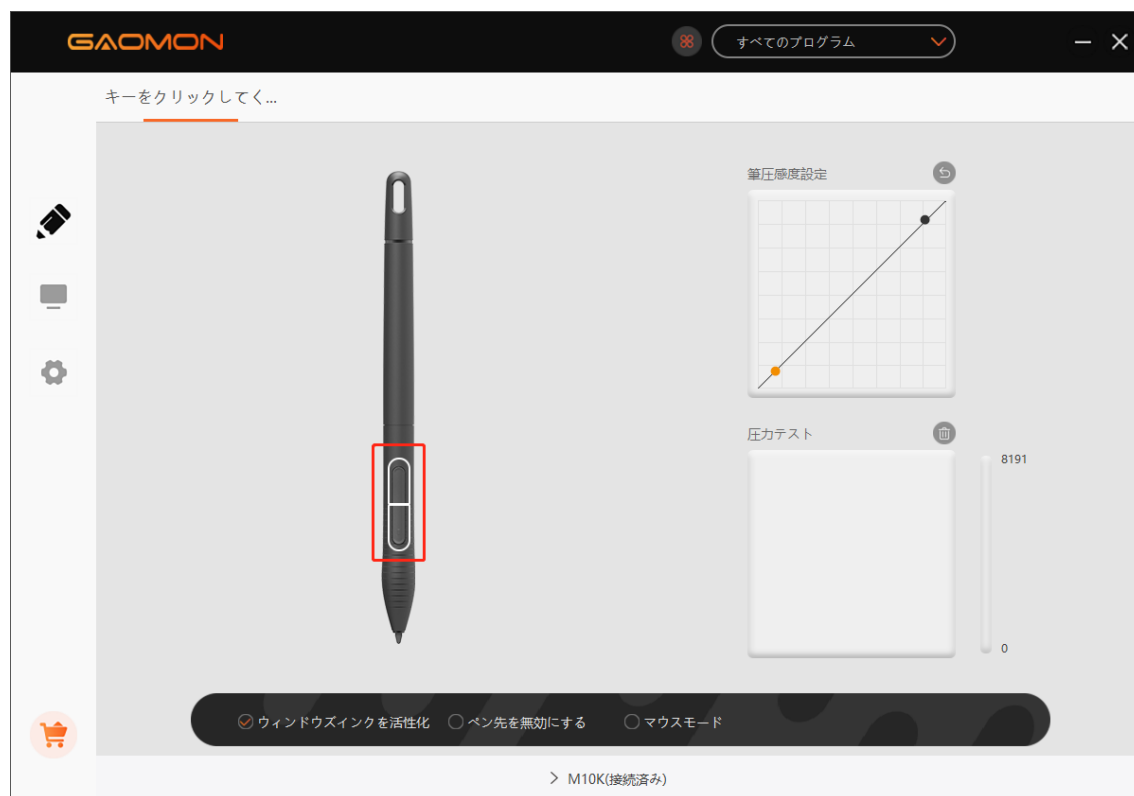 GAOMON
すべてのプログラム
キーをクリックしてく...
筆圧感度設定
圧力テスト
8191
0
ウィンドウズインクを活性化 ペン先を無効にする マウスモード
M10K(接続済み)